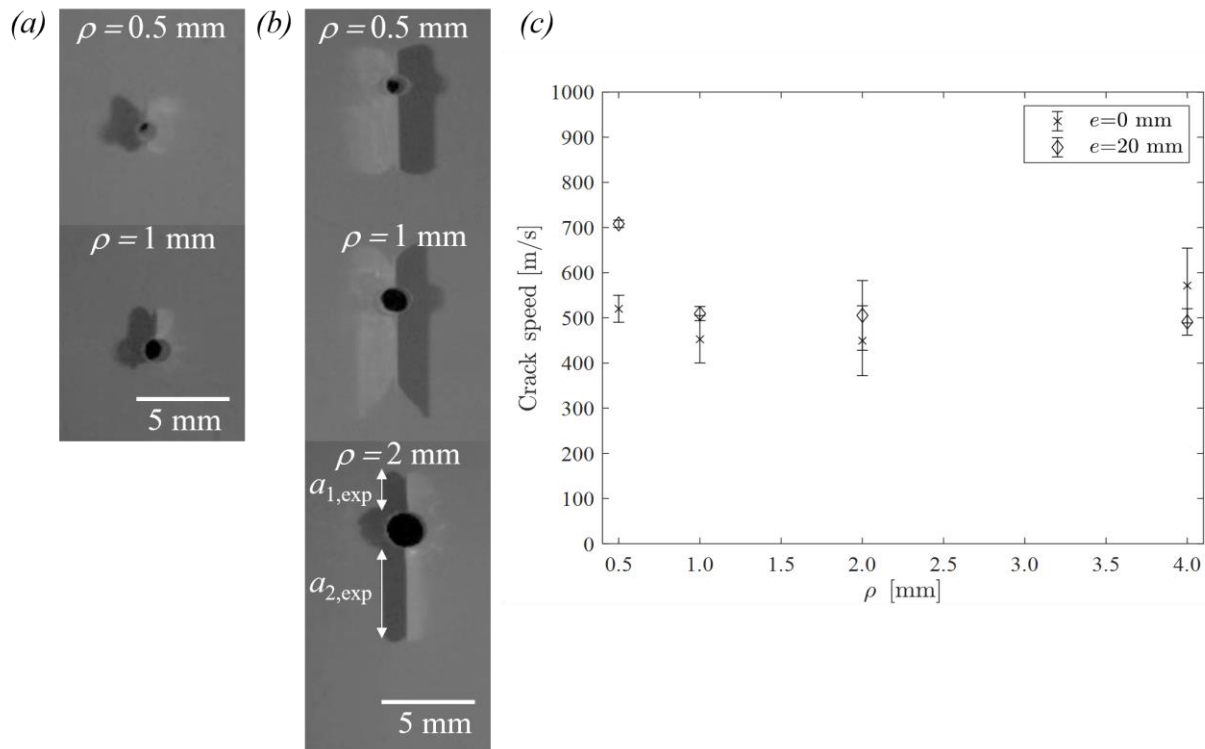 (a)
ρ = 0.5 mm
ρ = 1 mm
5 mm
(b)
ρ = 0.5 mm
ρ = 1 mm
ρ = 2 mm
a1,exp
a2,exp
5 mm
(c)
1000
900
800
700
600
500
400
300
200
100
0
Crack speed [m/s]
e=0 mm
e=20 mm
0.5 1.0 1.5 2.0 2.5 3.0 3.5 4.0
ρ [mm]